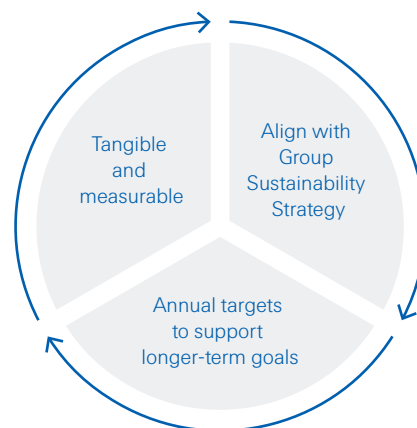 Tangible
and
measurable
Align with
Group
Sustainability
Strategy
Annual targets
to support
longer-term goals